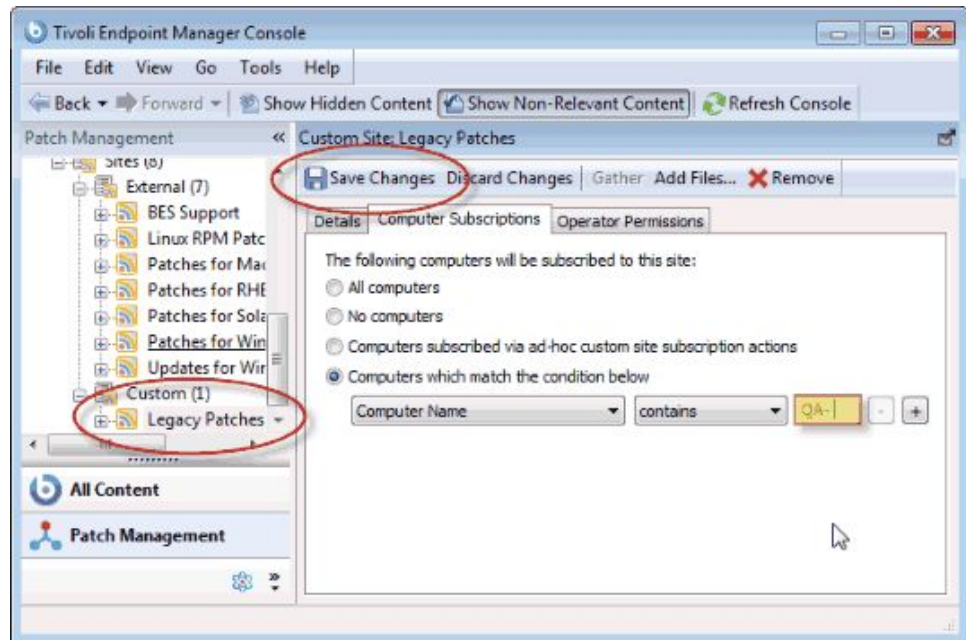 Tivoli Endpoint Manager Console
File Edit View Go Tools Help
Back Forward Show Hidden Content Show Non-Relevant Content Refresh Console
Patch Management « Custom Site: Legacy Patches
Sites (8)
External (7)
BES Support
Linux RPM Patc
Patches for Mac
Patches for RHE
Patches for Sola
Patches for Win
Updates for Wir
Custom (1)
Legacy Patches
All Content
Patch Management
»
Save Changes Discard Changes Gather Add Files... Remove
Details Computer Subscriptions Operator Permissions
The following computers will be subscribed to this site:
All computers
No computers
Computers subscribed via ad-hoc custom site subscription actions
Computers which match the condition below
Computer Name contains QA- - +